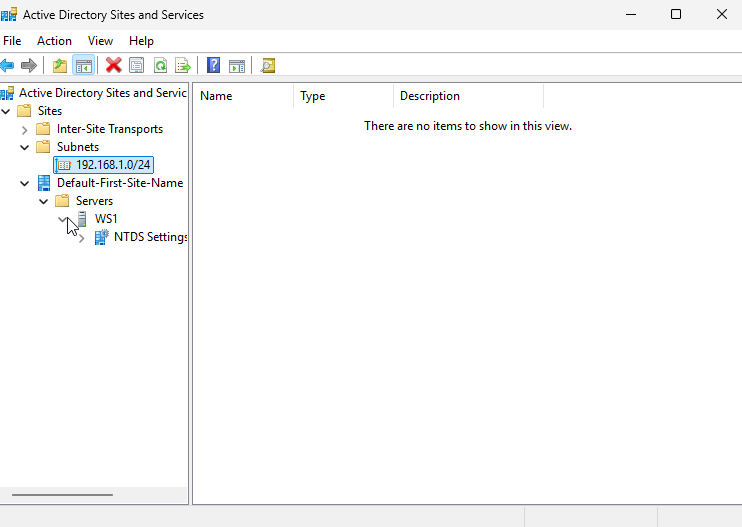 Active Directory Sites and Services
File Action View Help
Active Directory Sites and Servic
Sites
Inter-Site Transports
Subnets
192.168.1.0/24
Default-First-Site-Name
Servers
WS1
NTDS Settings
Name Type Description
There are no items to show in this view.